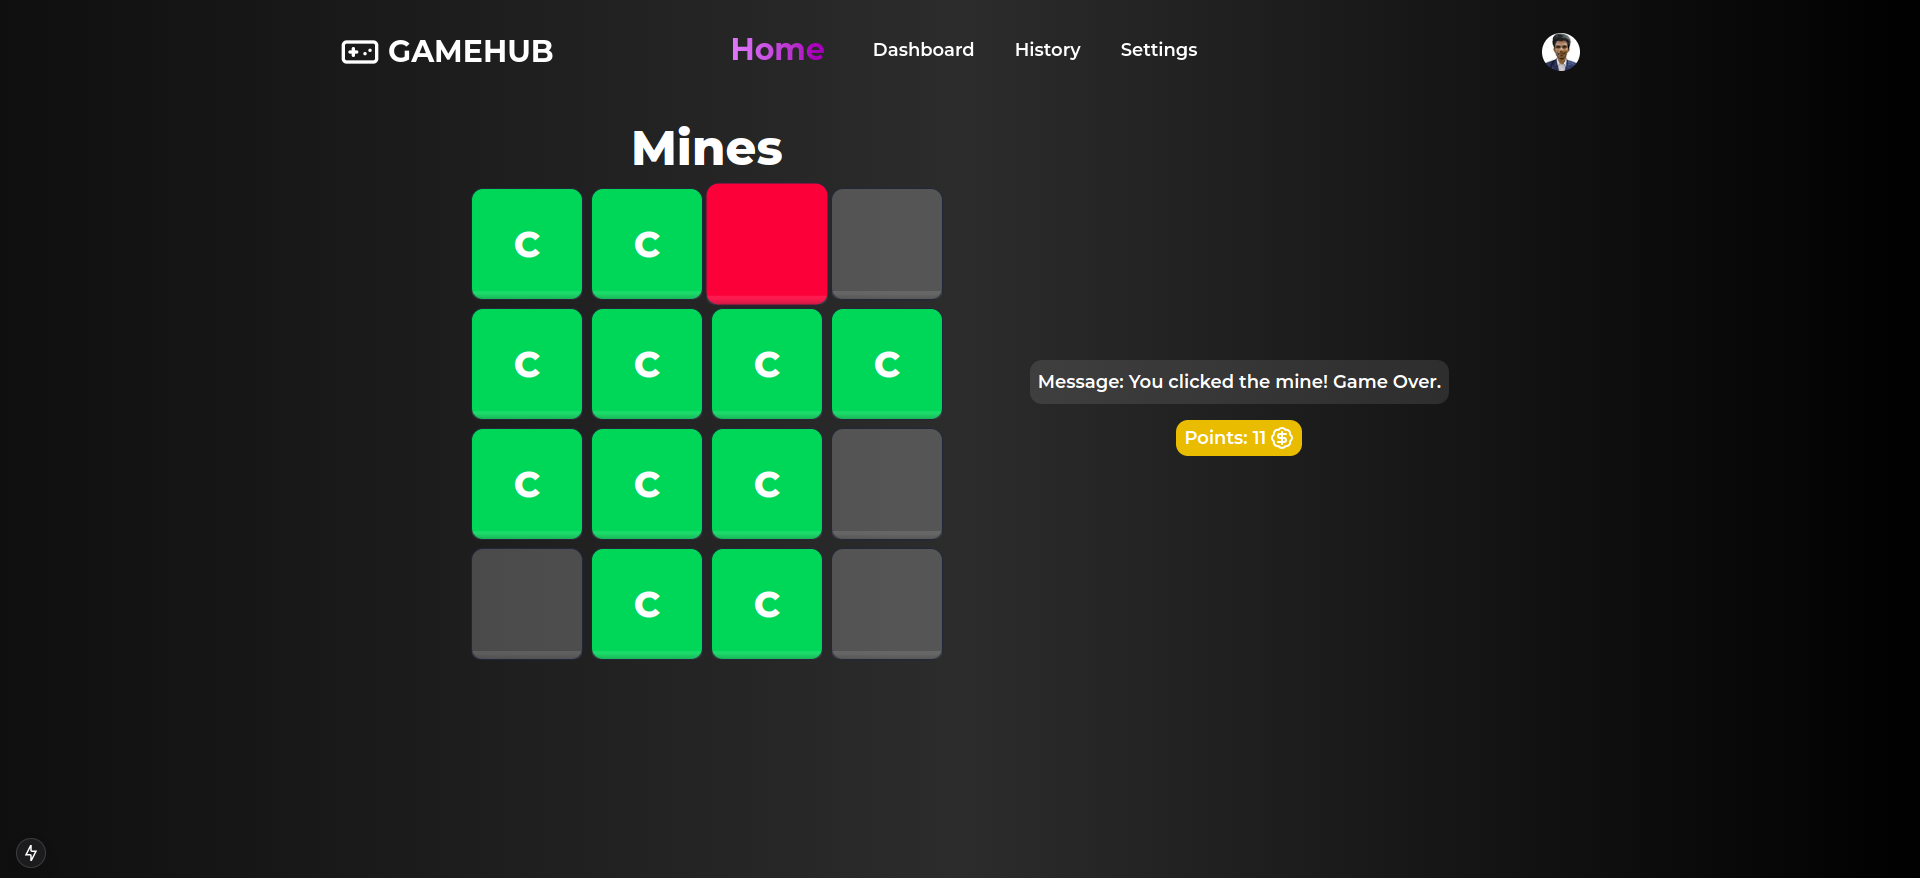 GAMEHUB
Home
Dashboard
History
Settings
Mines
C C
C C C C
C C C
C C
Message: You clicked the mine! Game Over.
Points: 11